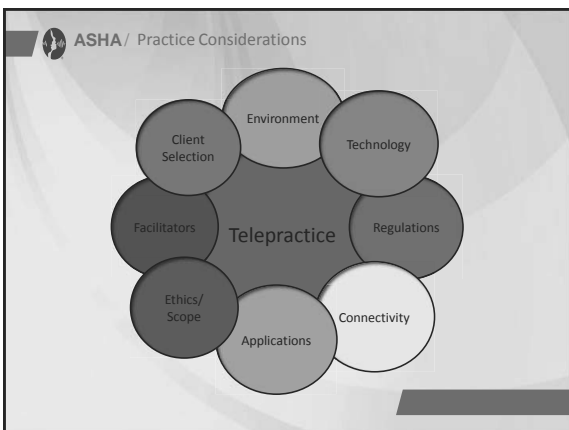 ASHA/ Practice Considerations
Environment
Client
Selection
Technology
Facilitators
Telepractice
Regulations
Ethics/
Scope
Applications
Connectivity